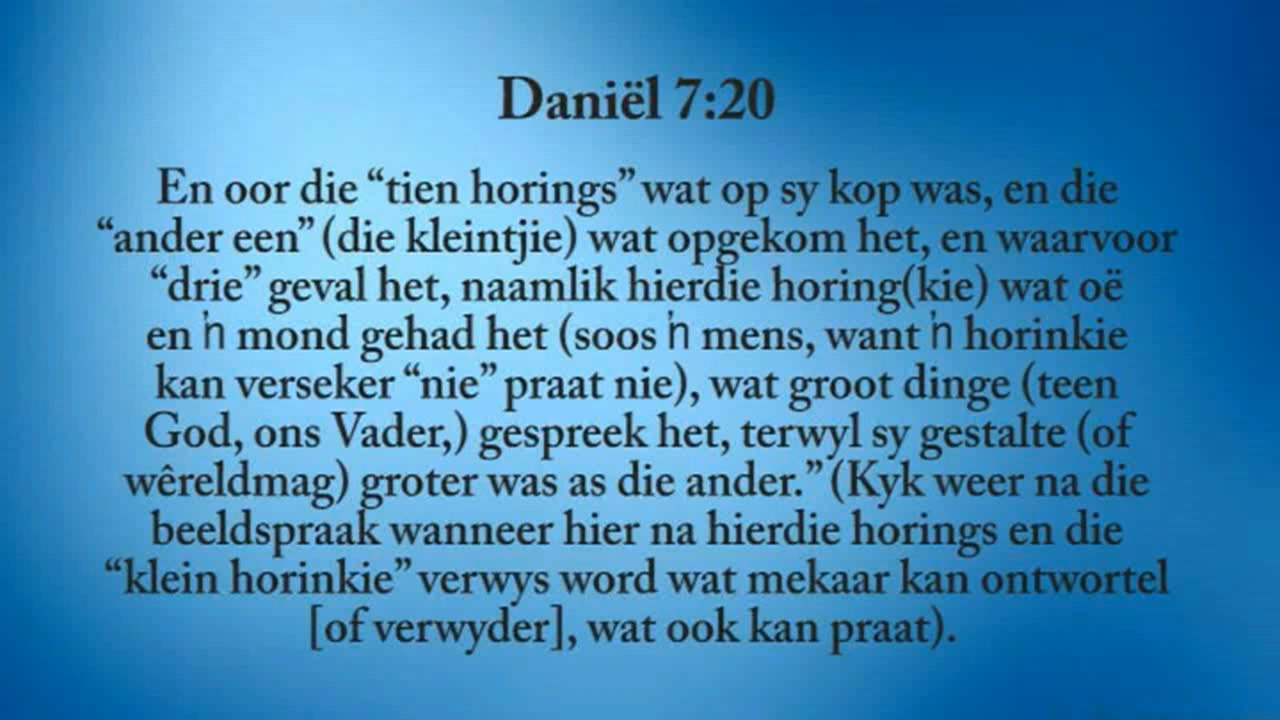 Daniël 7:20
En oor die “tien horings” wat op sy kop was, en die
“ander een” (die kleintjie) wat opgekom het, en waarvoor
“drie” geval het, naamlik hierdie horing(kie) wat oë
en ŉ mond gehad het (soos ŉ mens, want ŉ horinkie
kan verseker “nie” praat nie), wat groot dinge (teen
God, ons Vader,) gespreek het, terwyl sy gestalte (of
wêreldmag) groter was as die ander.” (Kyk weer na die
beeldspraak wanneer hier na hierdie horings en die
“klein horinkie” verwys word wat mekaar kan ontwortel
[of verwyder], wat ook kan praat).